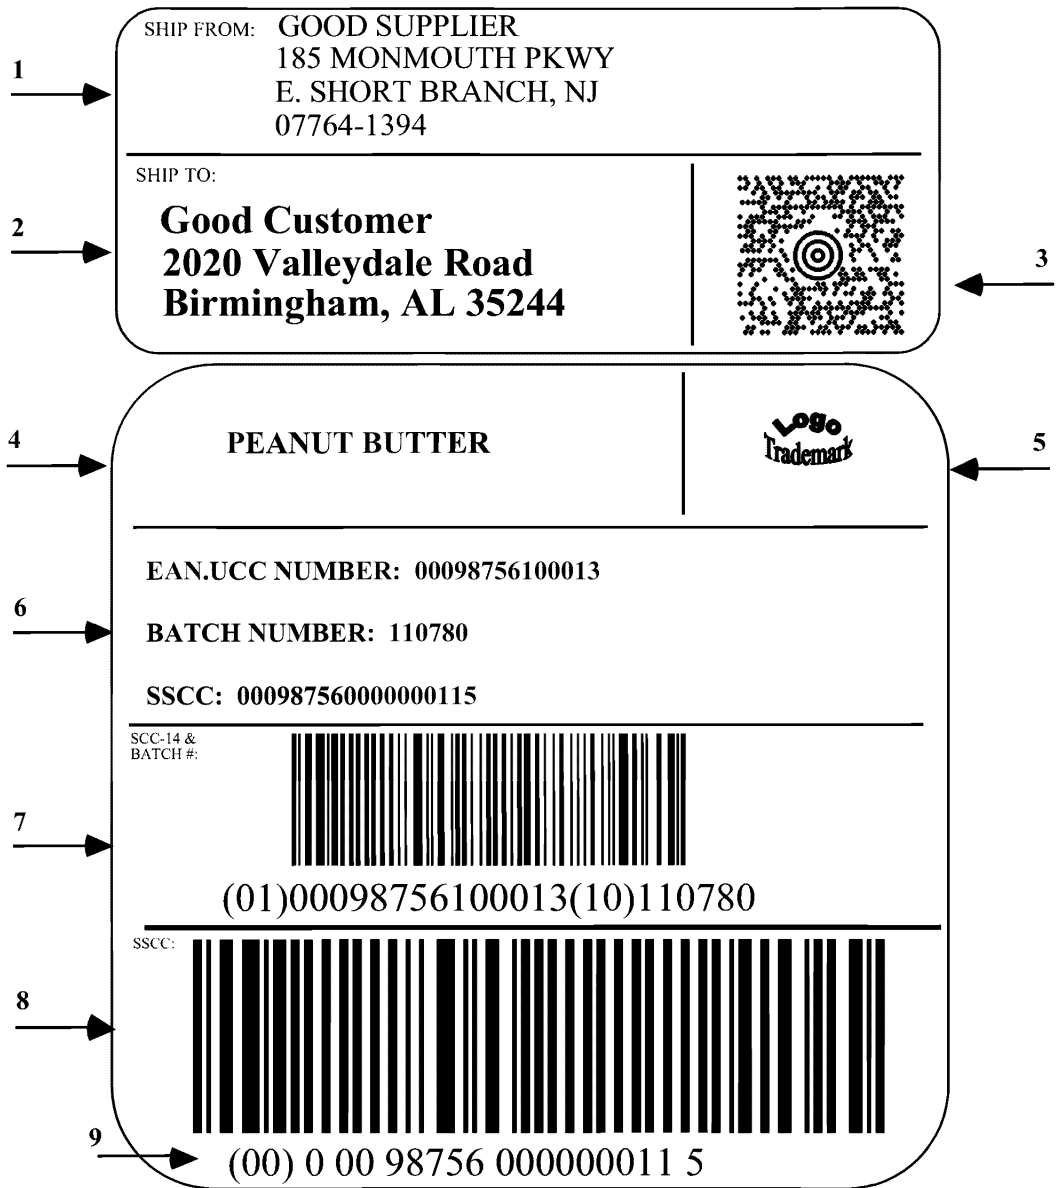 1
SHIP FROM: GOOD SUPPLIER
185 MONMOUTH PKWY
E. SHORT BRANCH, NJ
07764-1394
2
SHIP TO:
Good Customer
2020 Valleydale Road
Birmingham, AL 35244
3
4
PEANUT BUTTER
Logo
Trademark
5
EAN.UCC NUMBER: 00098756100013
6
BATCH NUMBER: 110780
SSCC: 000987560000000115
SCC-14 &
BATCH #:
7
(01)00098756100013(10)110780
SSCC:
8
9
(00) 0 00 98756 000000011 5